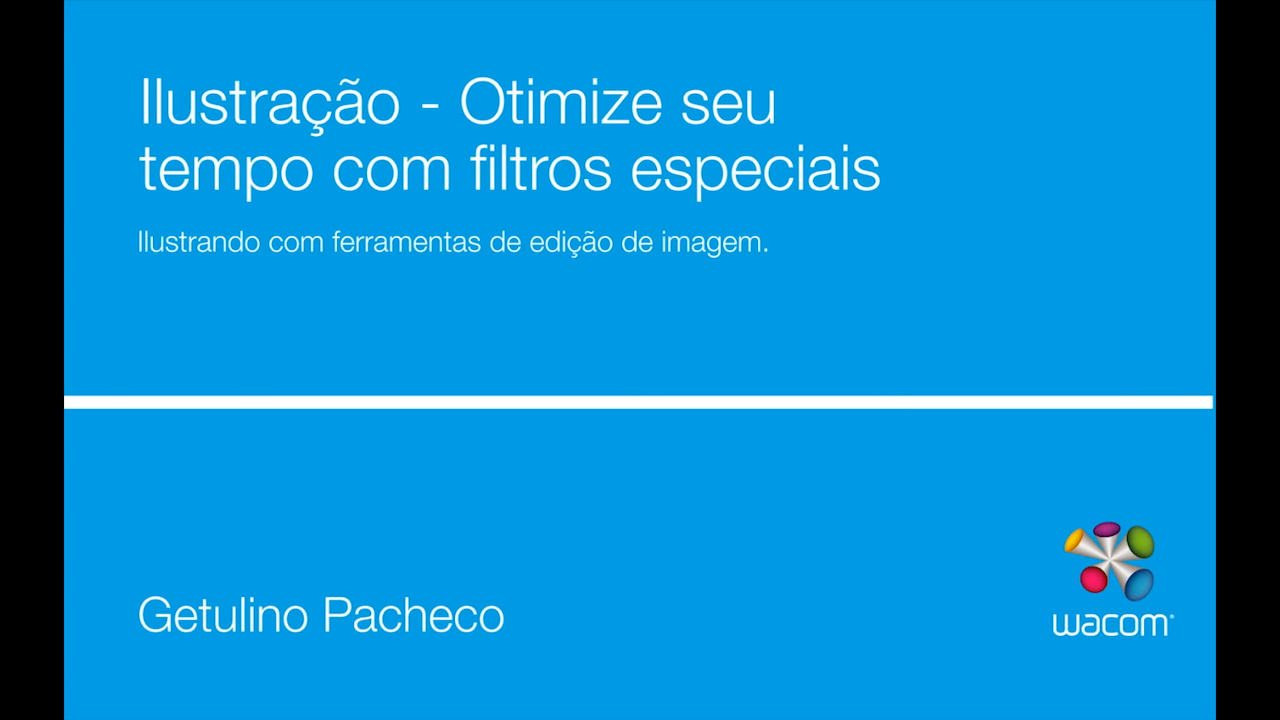 Ilustração - Otimize seu
tempo com filtros especiais
Ilustrando com ferramentas de edição de imagem.
Getulino Pacheco
wacom®